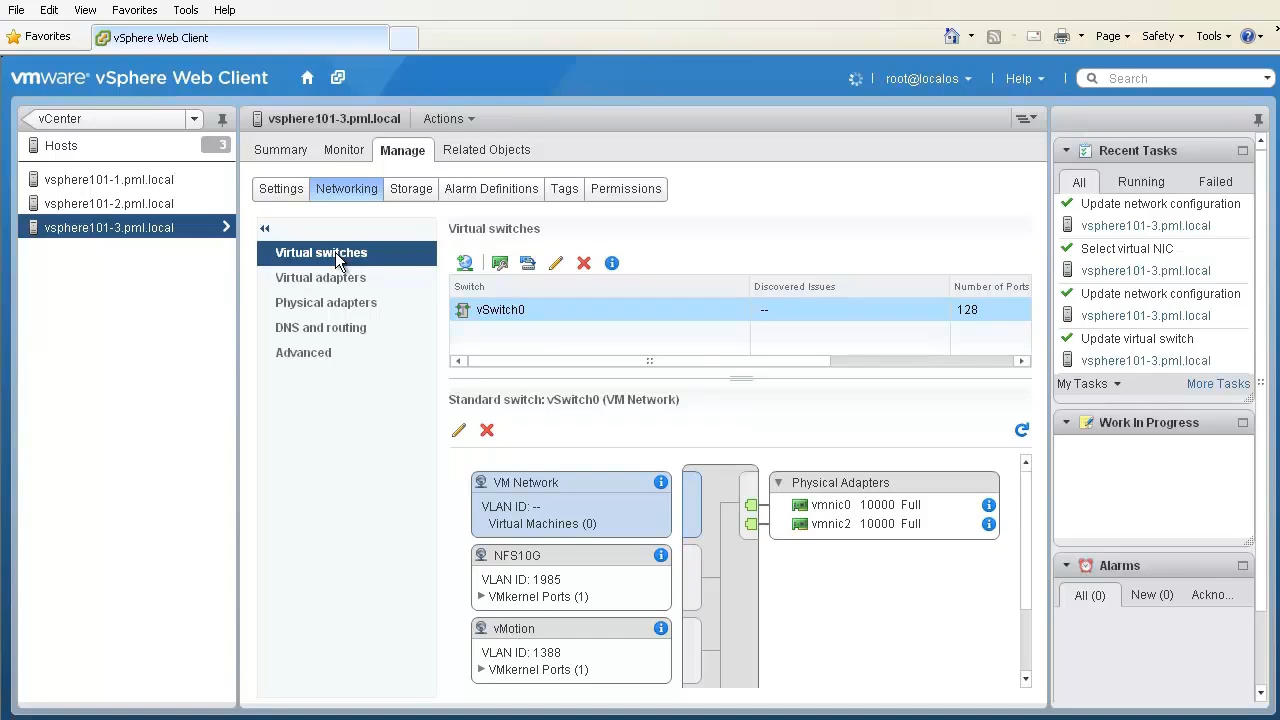 File Edit View Favorites Tools Help
Favorites vSphere Web Client Page Safety Tools
vmware® vSphere Web Client root@localos Help Search
vCenter
Hosts 3
vsphere101-1.pml.local
vsphere101-2.pml.local
vsphere101-3.pml.local
vsphere101-3.pml.local Actions
Summary Monitor Manage Related Objects
Settings Networking Storage Alarm Definitions Tags Permissions
Virtual switches
Virtual adapters
Physical adapters
DNS and routing
Advanced
Virtual switches
Switch Discovered Issues Number of Ports
vSwitch0 -- 128
Standard switch: vSwitch0 (VM Network)
VM Network
VLAN ID: --
Virtual Machines (0)
NFS10G
VLAN ID: 1985
VMkernel Ports (1)
vMotion
VLAN ID: 1388
VMkernel Ports (1)
Physical Adapters
vmnic0 10000 Full
vmnic2 10000 Full
Recent Tasks
All Running Failed
Update network configuration
vsphere101-3.pml.local
Select virtual NIC
vsphere101-3.pml.local
Update network configuration
vsphere101-3.pml.local
Update virtual switch
vsphere101-3.pml.local
My Tasks More Tasks
Work In Progress
Alarms
All (0) New (0) Ackno...